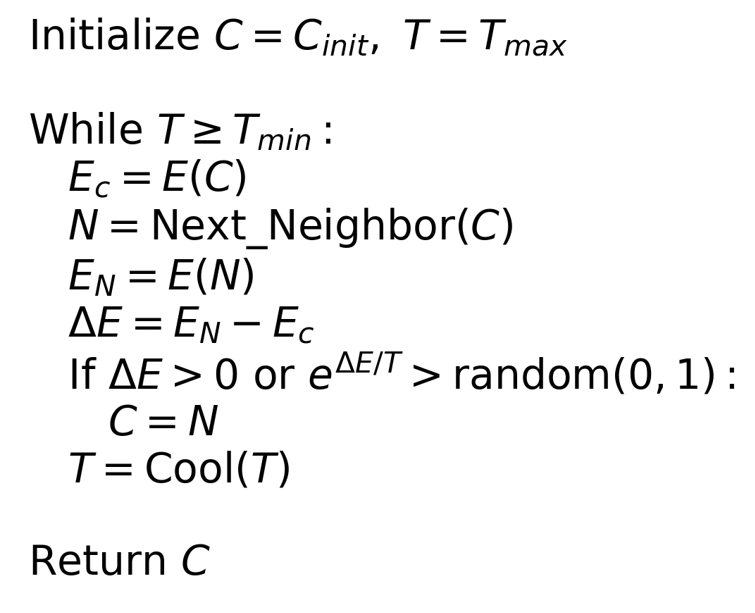 Initialize $C = C_{init}$, $T = T_{max}$
While $T \geq T_{min}$ :
$E_c = E(C)$
$N = \text{Next\_Neighbor}(C)$
$E_N = E(N)$
$\Delta E = E_N - E_c$
If $\Delta E > 0$ or $e^{\Delta E/T} > \text{random}(0, 1)$ :
$C = N$
$T = \text{Cool}(T)$
Return $C$